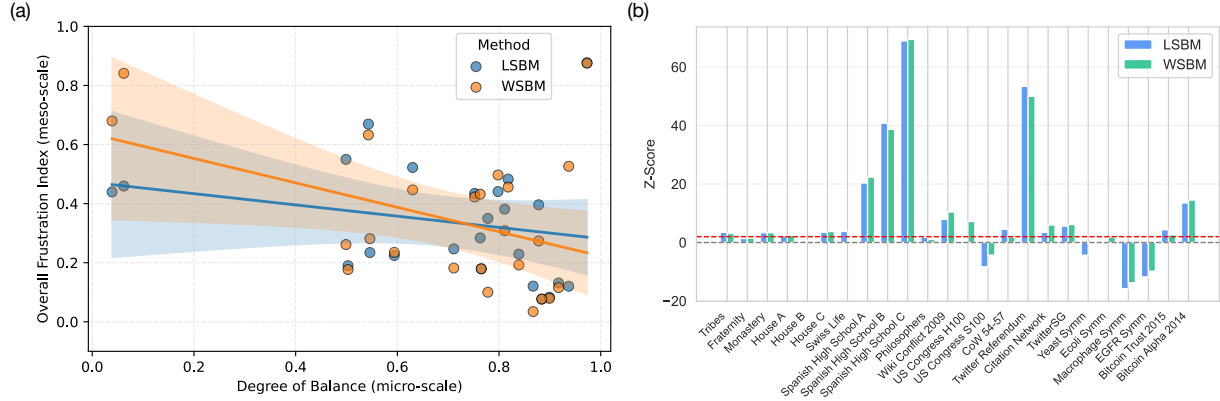 (a)
Overall Frustration Index (meso-scale)
1.0
0.8
0.6
0.4
0.2
0.0
Method
LSBM
WSBM
0.0 0.2 0.4 0.6 0.8 1.0
Degree of Balance (micro-scale)
(b)
Z-Score
60
40
20
0
−20
LSBM
WSBM
Tribes
Fraternity
Monastery
House A
House B
House C
Swiss Life
Spanish High School A
Spanish High School B
Spanish High School C
Philosophers
Wiki Conflict 2009
US Congress H100
US Congress S100
CoW 54-57
Twitter Referendum
Citation Network
TwitterSG
Yeast Symm
Ecoli Symm
Macrophage Symm
EGFR Symm
Bitcoin Trust 2015
Bitcoin Alpha 2014